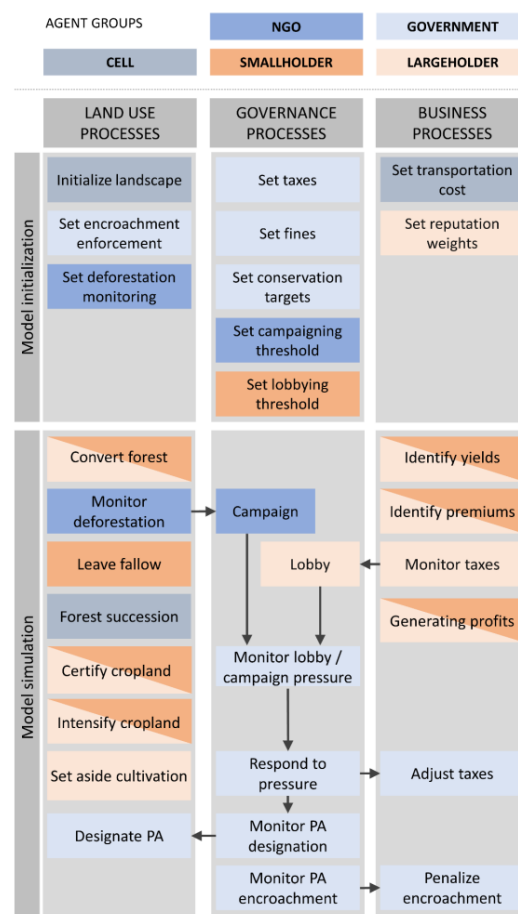 AGENT GROUPS
NGO
GOVERNMENT
CELL
SMALLHOLDER
LARGEHOLDER
LAND USE
PROCESSES
GOVERNANCE
PROCESSES
BUSINESS
PROCESSES
Model initialization
Initialize landscape
Set taxes
Set transportation
cost
Set encroachment
enforcement
Set fines
Set reputation
weights
Set deforestation
monitoring
Set conservation
targets
Set campaigning
threshold
Set lobbying
threshold
Model simulation
Convert forest
Identify yields
Monitor
deforestation
Campaign
Identify premiums
Leave fallow
Lobby
Monitor taxes
Forest succession
Generating profits
Certify cropland
Monitor lobby /
campaign pressure
Intensify cropland
Set aside cultivation
Respond to
pressure
Adjust taxes
Designate PA
Monitor PA
designation
Monitor PA
encroachment
Penalize
encroachment